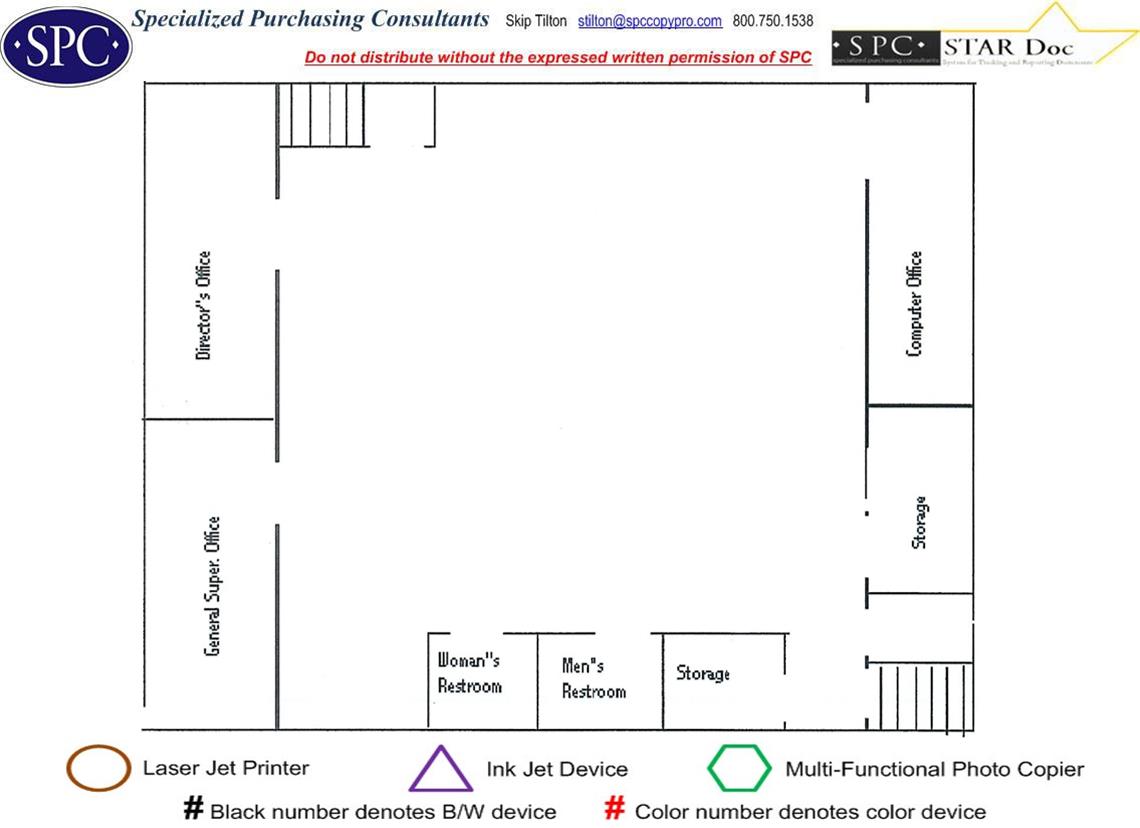 SPC
Specialized Purchasing Consultants Skip Tilton stilton@spccopypro.com 800.750.1538
Do not distribute without the expressed written permission of SPC
· S P C · STAR Doc
specialized purchasing consultants System for Tracking and Reporting Documents
Director"s Office
Computer Office
General Super. Office
Storage
Woman"s
Restroom
Men"s
Restroom
Storage
Laser Jet Printer
Ink Jet Device
Multi-Functional Photo Copier
# Black number denotes B/W device
# Color number denotes color device